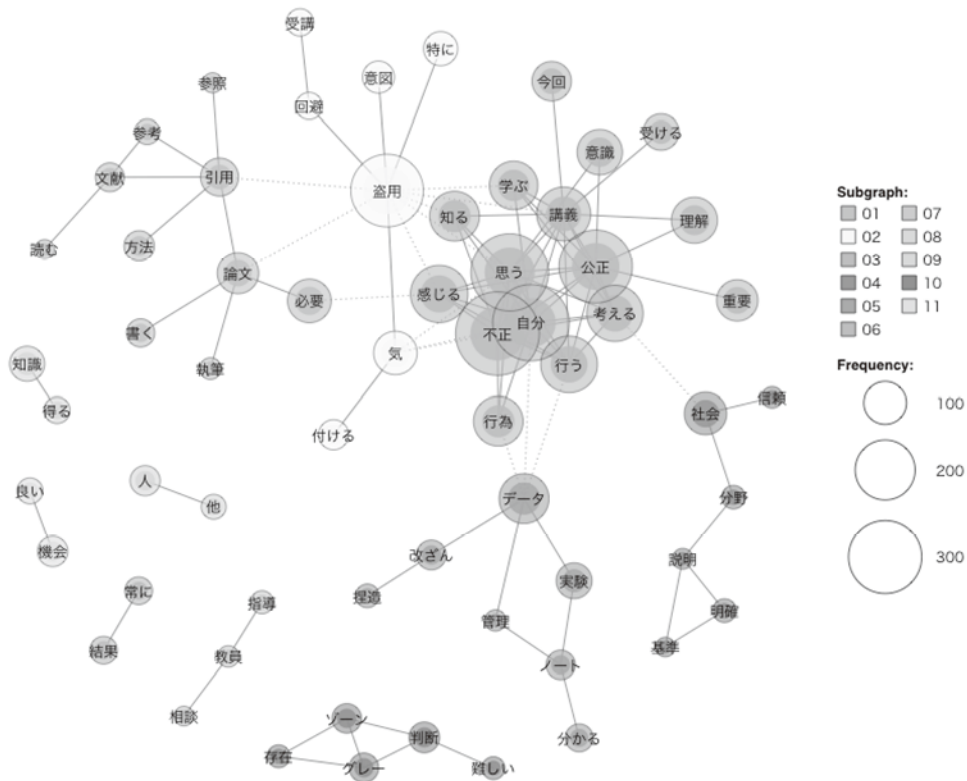 受講
特に
意図
回避
参照
今回
参考
受ける
意識
文献
引用
盗用
学ぶ
知る
講義
理解
方法
読む
論文
思う
公正
感じる
必要
重要
自分
考える
不正
書く
気
執筆
行う
知識
得る
付ける
行為
社会
信頼
良い
人
他
データ
分野
機会
改ざん
説明
実験
常に
捏造
指導
管理
明確
結果
教員
基準
ノート
相談
ゾーン
判断
分かる
存在
グレー
難しい
Subgraph:
01 07
02 08
03 09
04 10
05 11
06
Frequency:
100
200
300